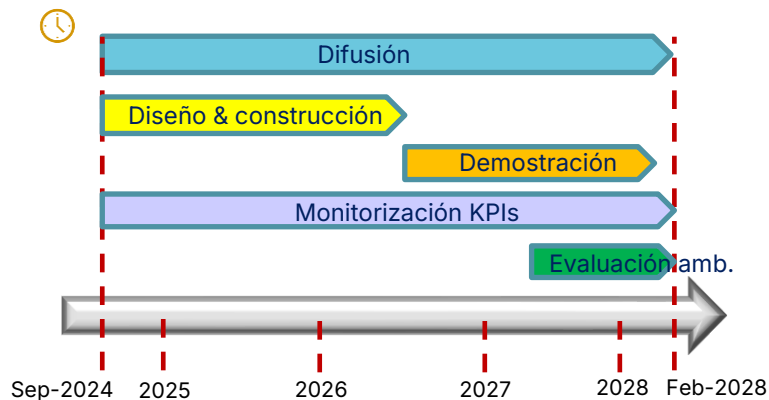 Difusión
Diseño & construcción
Demostración
Monitorización KPIs
Evaluación amb.
Sep-2024 2025 2026 2027 2028 Feb-2028